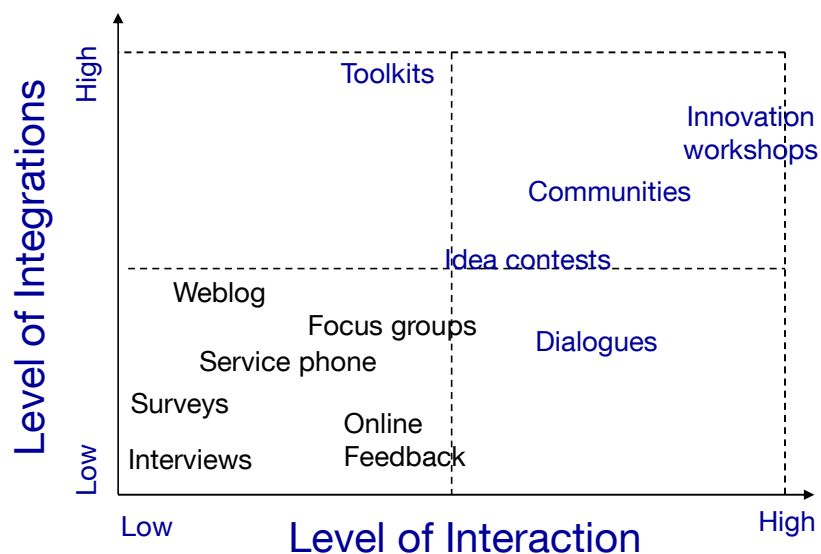 High
Level of Integrations
Low
Toolkits
Innovation
workshops
Communities
Idea contests
Weblog
Focus groups
Dialogues
Service phone
Surveys
Online
Feedback
Interviews
Low
Level of Interaction
High